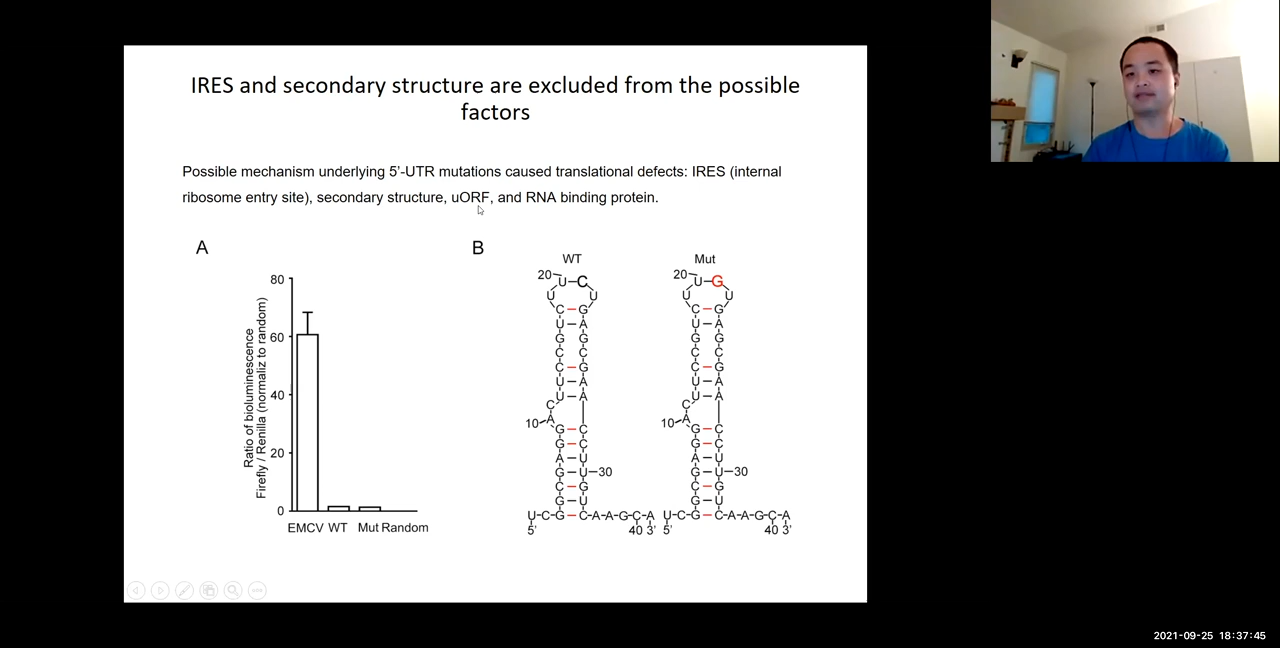 IRES and secondary structure are excluded from the possible
factors
Possible mechanism underlying 5’-UTR mutations caused translational defects: IRES (internal
ribosome entry site), secondary structure, uORF, and RNA binding protein.
A
Ratio of bioluminescence
Firefly / Renilla (normaliz to random)
80
60
40
20
0
EMCV WT Mut Random
B
WT
20
10
30
U-C-G-C-A-A-G-C-A
5' 40 3'
Mut
20
G
10
30
U-C-G-C-A-A-G-C-A
5' 40 3'
2021-09-25 18:37:45